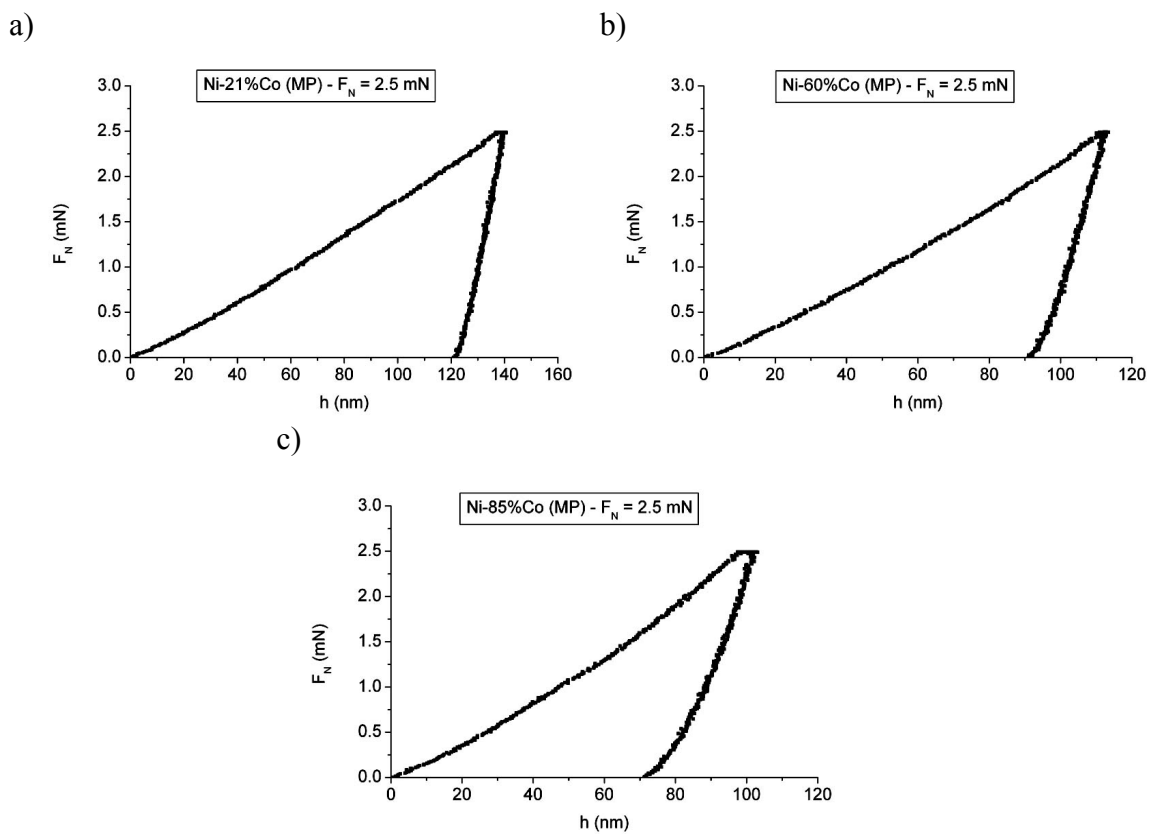 a)
Ni-21%Co (MP) - F_N = 2.5 mN
3.0
2.5
2.0
1.5
1.0
0.5
0.0
F_N (mN)
0 20 40 60 80 100 120 140 160
h (nm)
b)
Ni-60%Co (MP) - F_N = 2.5 mN
3.0
2.5
2.0
1.5
1.0
0.5
0.0
F_N (mN)
0 20 40 60 80 100 120
h (nm)
c)
Ni-85%Co (MP) - F_N = 2.5 mN
3.0
2.5
2.0
1.5
1.0
0.5
0.0
F_N (mN)
0 20 40 60 80 100 120
h (nm)